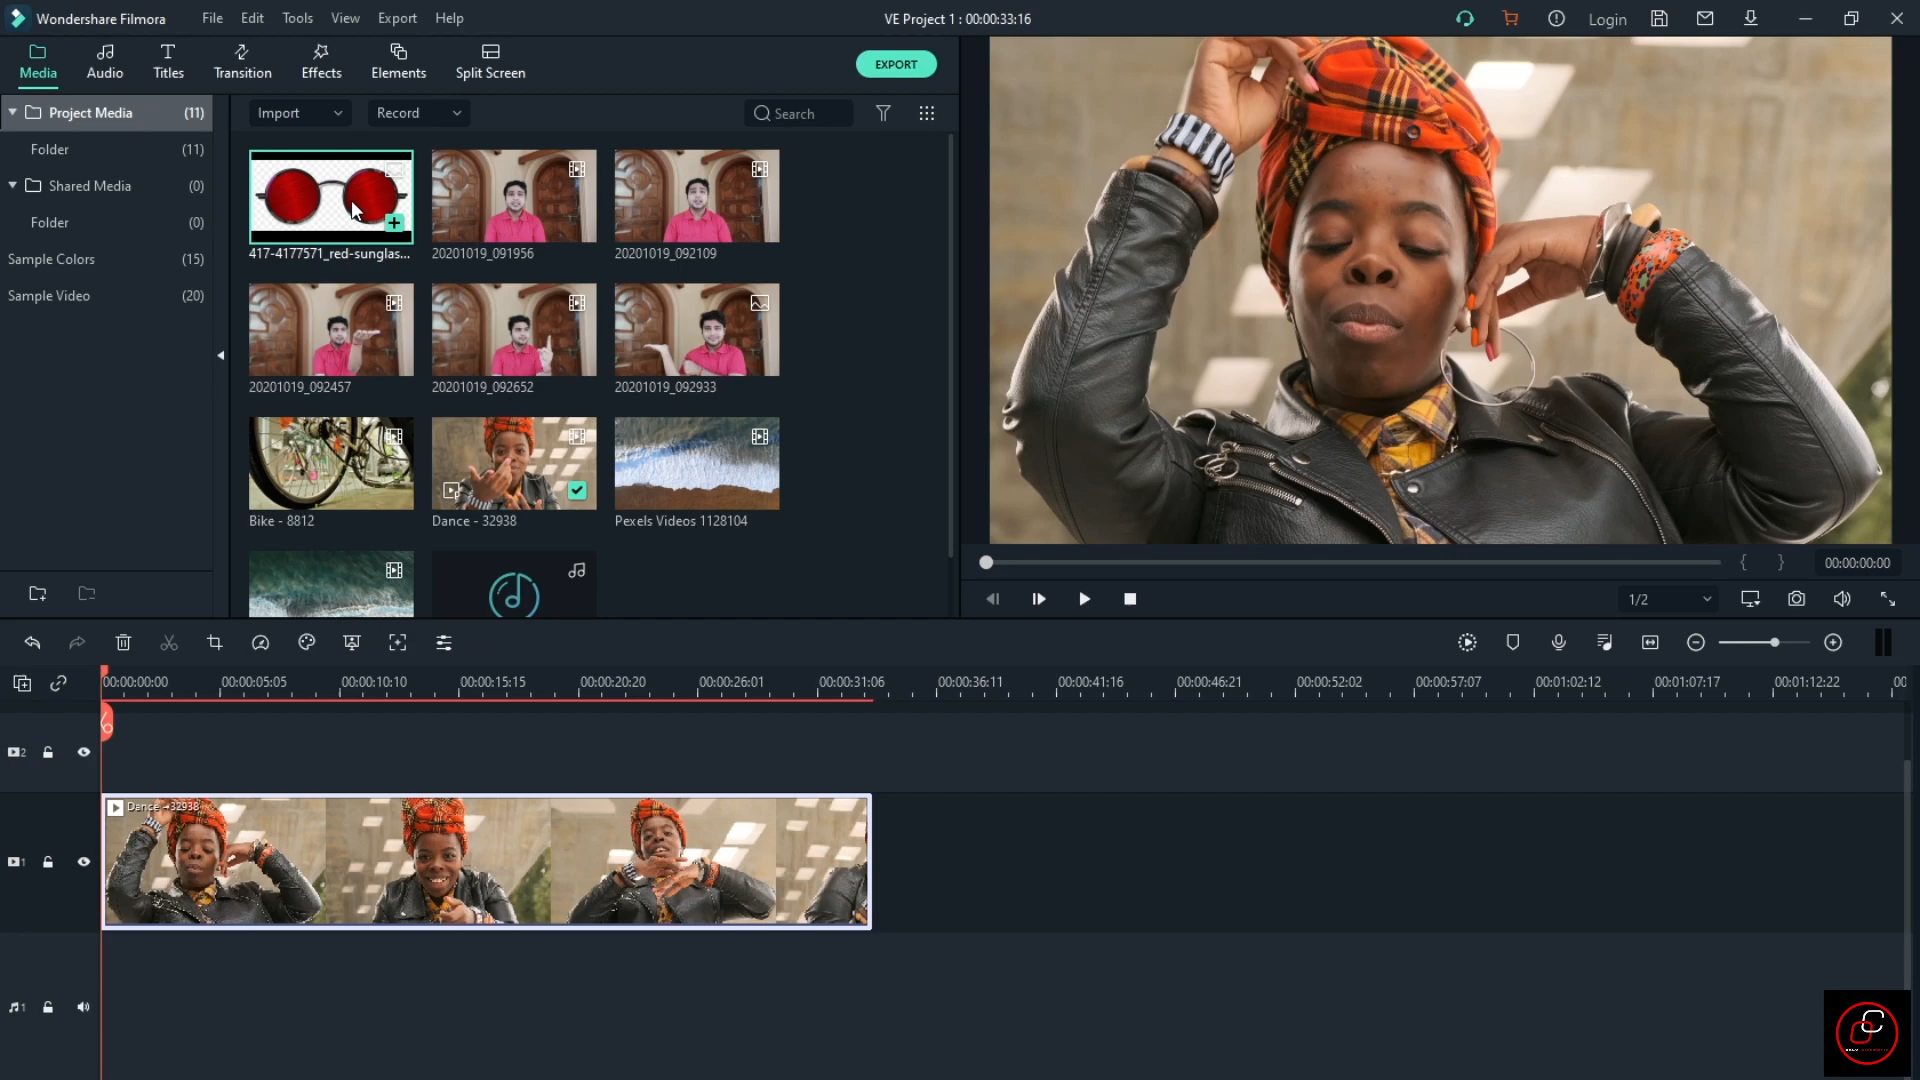 Wondershare Filmora
File
Edit
Tools
View
Export
Help
VE Project 1 : 00:00:33:16
Login
Media
Audio
Titles
Transition
Effects
Elements
Split Screen
EXPORT
Project Media (11)
Folder (11)
Shared Media (0)
Folder (0)
Sample Colors (15)
Sample Video (20)
Import
Record
Search
417-4177571_red-sunglas...
20201019_091956
20201019_092109
20201019_092457
20201019_092652
20201019_092933
Bike - 8812
Dance - 32938
Pexels Videos 1128104
00:00:00:00
1/2
00:00:00:00
00:00:05:05
00:00:10:10
00:00:15:15
00:00:20:20
00:00:26:01
00:00:31:06
00:00:36:11
00:00:41:16
00:00:46:21
00:00:52:02
00:00:57:07
00:01:02:12
00:01:07:17
00:01:12:22
00
2
Dance - 32938
1
1